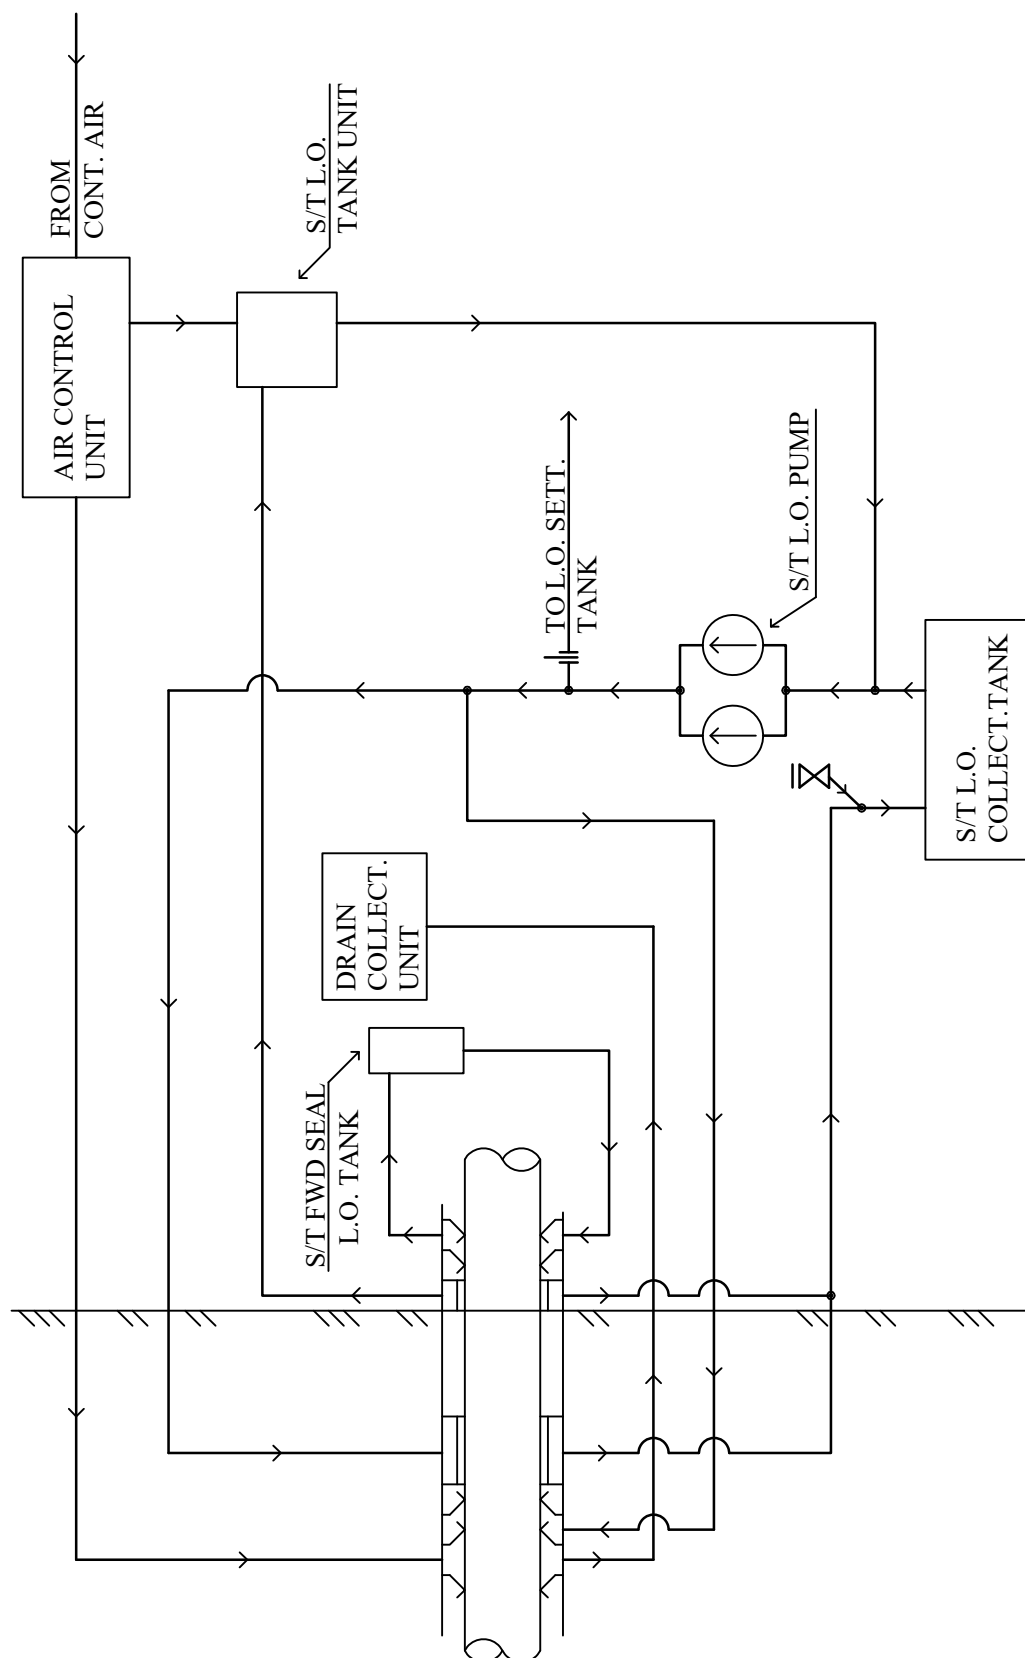 FROM
CONT. AIR
AIR CONTROL
UNIT
S/T L.O.
TANK UNIT
TO L.O. SETT.
TANK
S/T L.O. PUMP
S/T L.O.
COLLECT.TANK
DRAIN
COLLECT.
UNIT
S/T FWD SEAL
L.O. TANK